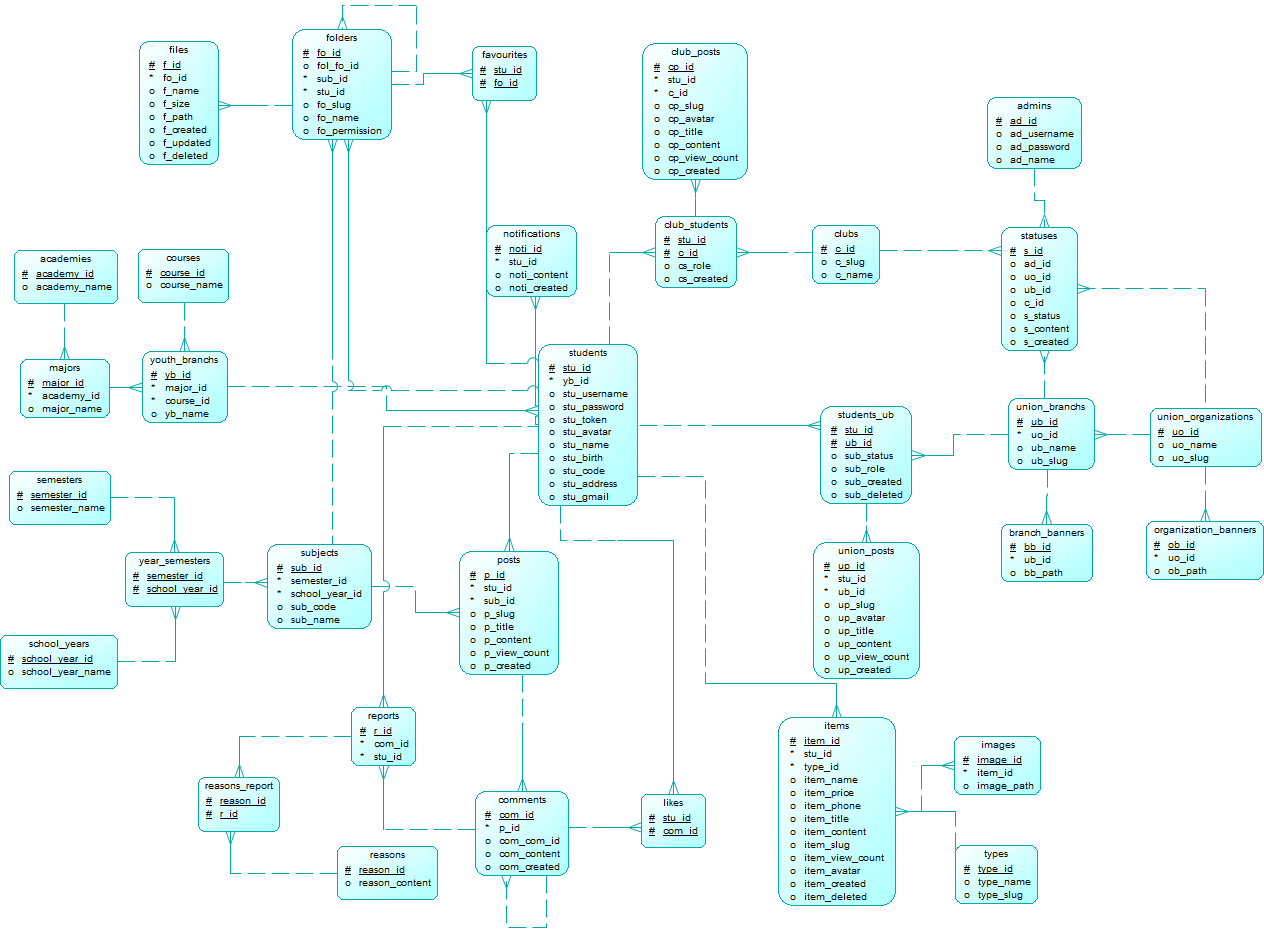 folders
# fo_id
o fol_fo_id
* sub_id
* stu_id
o fo_slug
o fo_name
o fo_permission
files
# f_id
* fo_id
o f_name
o f_size
o f_path
o f_created
o f_updated
o f_deleted
favourites
# stu_id
# fo_id
club_posts
# cp_id
* stu_id
* c_id
o cp_slug
o cp_avatar
o cp_title
o cp_content
o cp_view_count
o cp_created
admins
# ad_id
o ad_username
o ad_password
o ad_name
notifications
# noti_id
* stu_id
o noti_content
o noti_created
club_students
# stu_id
# c_id
o cs_role
o cs_created
clubs
# c_id
o c_slug
o c_name
statuses
# s_id
o ad_id
o uo_id
o ub_id
o c_id
o s_status
o s_content
o s_created
academies
# academy_id
o academy_name
courses
# course_id
o course_name
majors
# major_id
* academy_id
o major_name
youth_branchs
# yb_id
* major_id
* course_id
o yb_name
students
# stu_id
* yb_id
o stu_username
o stu_password
o stu_token
o stu_avatar
o stu_name
o stu_birth
o stu_code
o stu_address
o stu_gmail
students_ub
# stu_id
# ub_id
o sub_status
o sub_role
o sub_created
o sub_deleted
union_branchs
# ub_id
* uo_id
o ub_name
o ub_slug
union_organizations
# uo_id
o uo_name
o uo_slug
semesters
# semester_id
o semester_name
year_semesters
# semester_id
# school_year_id
subjects
# sub_id
* semester_id
* school_year_id
o sub_code
o sub_name
posts
# p_id
* stu_id
* sub_id
o p_slug
o p_title
o p_content
o p_view_count
o p_created
union_posts
# up_id
* stu_id
* ub_id
o up_slug
o up_avatar
o up_title
o up_content
o up_view_count
o up_created
branch_banners
# bb_id
* ub_id
o bb_path
organization_banners
# ob_id
* uo_id
o ob_path
school_years
# school_year_id
o school_year_name
reports
# r_id
* com_id
* stu_id
items
# item_id
* stu_id
* type_id
o item_name
o item_price
o item_phone
o item_title
o item_content
o item_slug
o item_view_count
o item_avatar
o item_created
o item_deleted
images
# image_id
* item_id
o image_path
reasons_report
# reason_id
# r_id
comments
# com_id
* p_id
o com_com_id
o com_content
o com_created
likes
# stu_id
# com_id
reasons
# reason_id
o reason_content
types
# type_id
o type_name
o type_slug